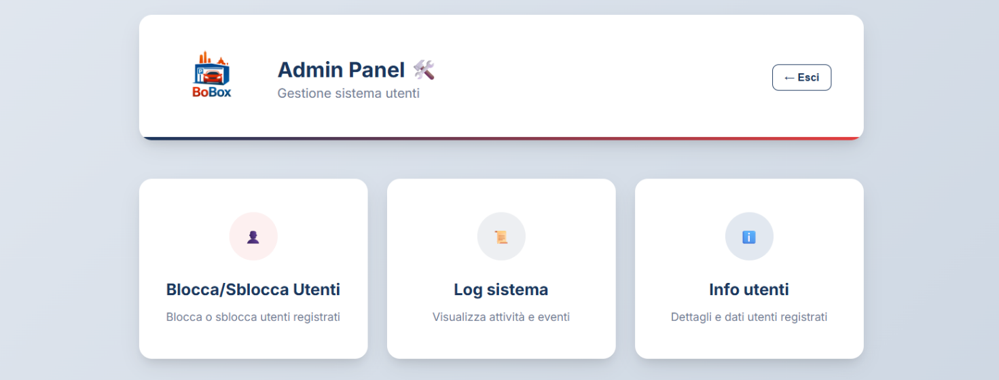 P
BoBox
Admin Panel 🛠️
Gestione sistema utenti
← Esci
Blocca/Sblocca Utenti
Blocca o sblocca utenti registrati
Log sistema
Visualizza attività e eventi
Info utenti
Dettagli e dati utenti registrati